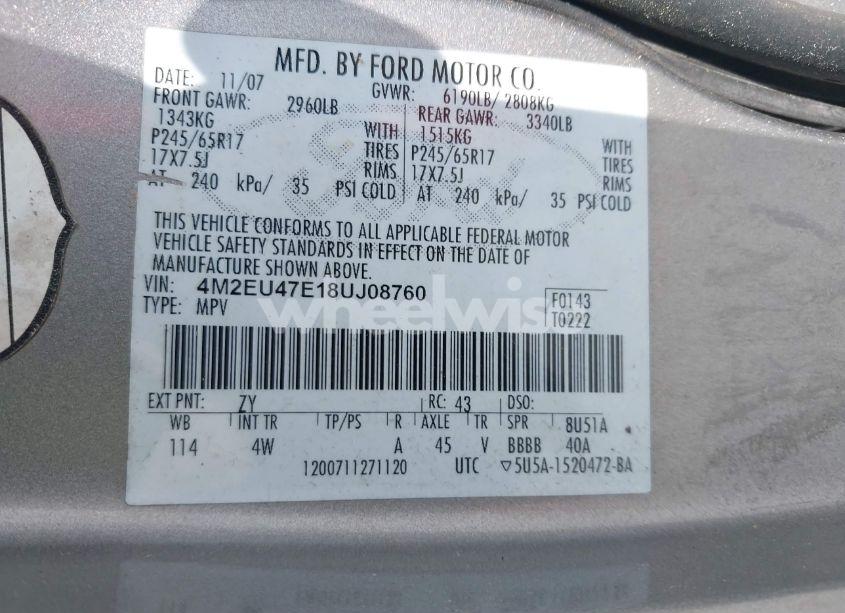 MFD. BY FORD MOTOR CO.
DATE: 11/07 GVWR: 6190LB/ 2808KG
FRONT GAWR: 2960LB REAR GAWR: 3340LB
1343KG WITH 1515KG WITH
P245/65R17 TIRES P245/65R17 TIRES
17X7.5J RIMS 17X7.5J RIMS
AT 240 kPa/ 35 PSI COLD AT 240 kPa/ 35 PSI COLD
THIS VEHICLE CONFORMS TO ALL APPLICABLE FEDERAL MOTOR
VEHICLE SAFETY STANDARDS IN EFFECT ON THE DATE OF
MANUFACTURE SHOWN ABOVE.
VIN: 4M2EU47E18UJ08760 F0143
TYPE: MPV T0222
wheelwise
EXT PNT: ZY RC: 43 DSO:
WB INT TR TP/PS R AXLE TR SPR 8U51A
114 4W A 45 V BBBB 40A
1200711271120 UTC ▽5U5A-1520472-BA